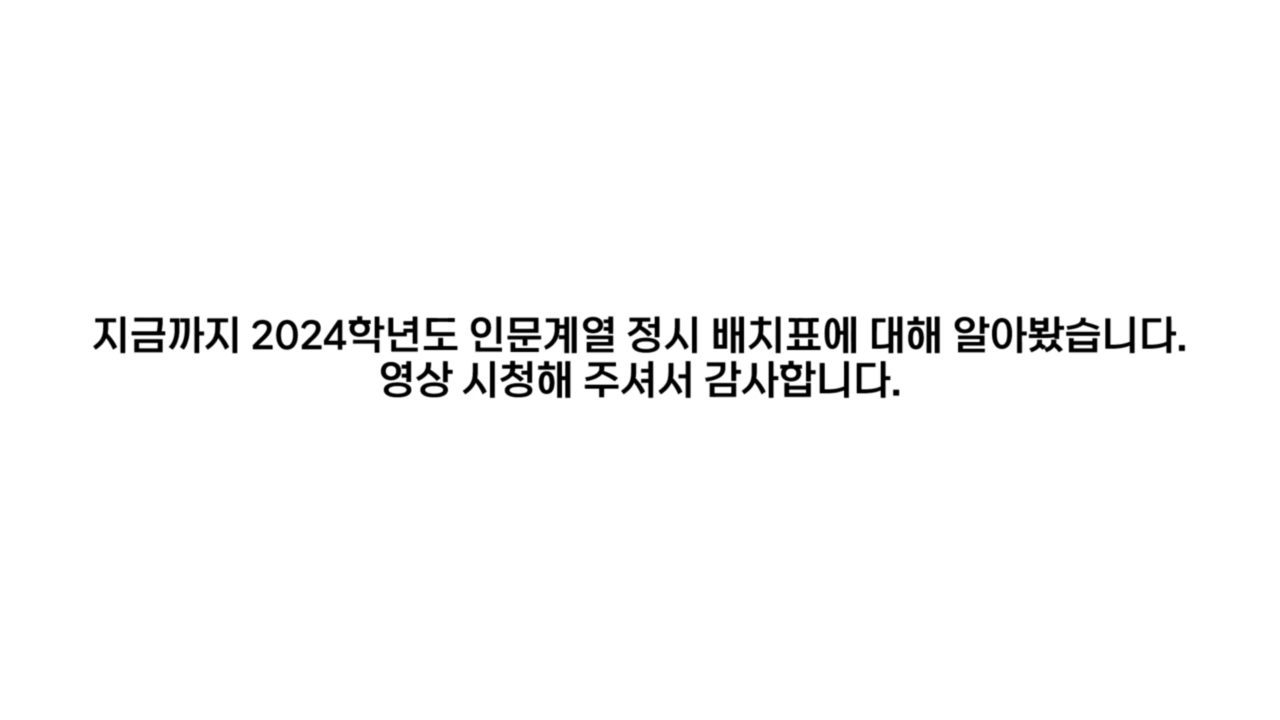 지금까지 2024학년도 인문계열 정시 배치표에 대해 알아봤습니다.
영상 시청해 주셔서 감사합니다.